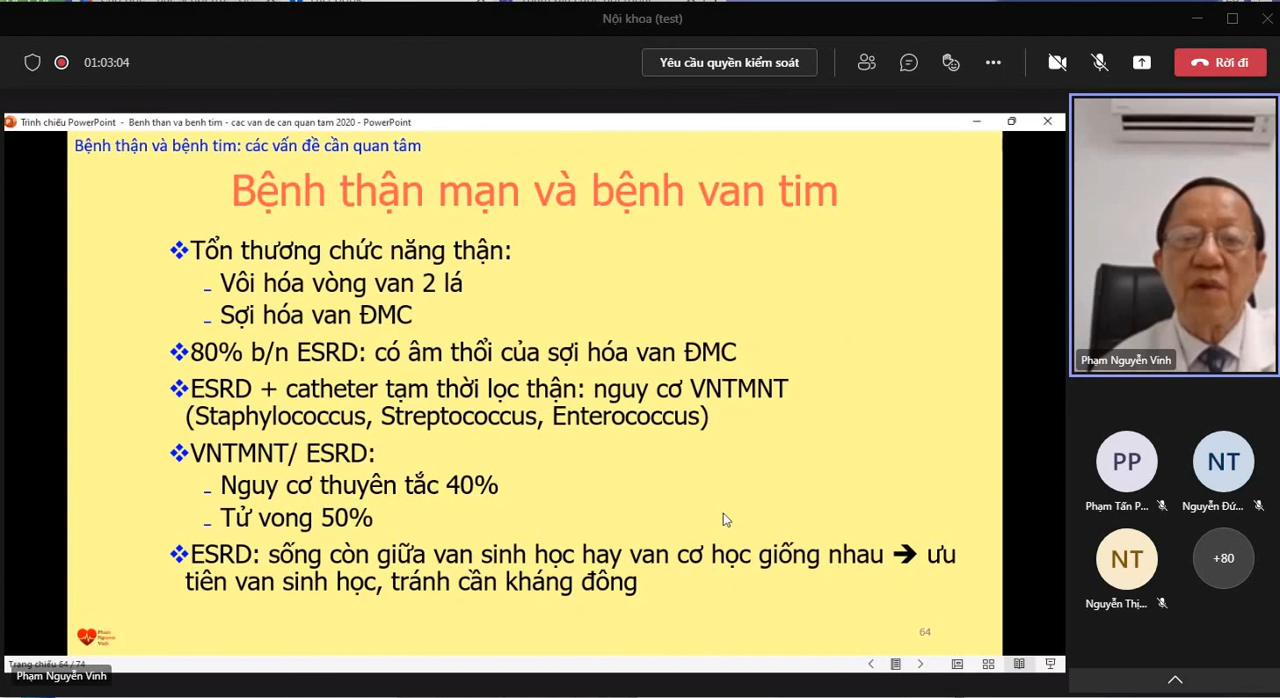 Nội khoa (test)
01:03:04
Yêu cầu quyền kiểm soát
Rời đi
Trình chiếu PowerPoint - Benh than va benh tim - cac van de can quan tam 2020 - PowerPoint
Bệnh thận và bệnh tim: các vấn đề cần quan tâm
Bệnh thận mạn và bệnh van tim
❖Tổn thương chức năng thận:
– Vôi hóa vòng van 2 lá
– Sợi hóa van ĐMC
❖80% b/n ESRD: có âm thổi của sợi hóa van ĐMC
❖ESRD + catheter tạm thời lọc thận: nguy cơ VNTMNT
(Staphylococcus, Streptococcus, Enterococcus)
❖VNTMNT/ ESRD:
– Nguy cơ thuyên tắc 40%
– Tử vong 50%
❖ESRD: sống còn giữa van sinh học hay van cơ học giống nhau ➔ ưu
tiên van sinh học, tránh cần kháng đông
Phạm Nguyễn Vinh
64
Trang chiếu 64 / 74
Phạm Nguyễn Vinh
Phạm Nguyễn Vinh
PP
NT
Phạm Tấn P...
Nguyễn Đứ...
NT
+80
Nguyễn Thị...